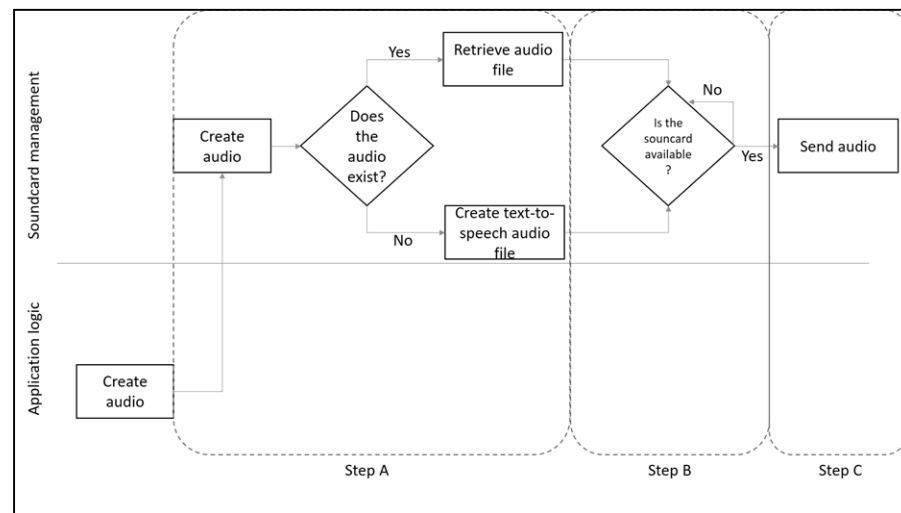 Soundcard management
Create
audio
Does
the
audio
exist?
Yes
Retrieve audio
file
No
Create text-to-
speech audio
file
Is the
souncard
available
?
No
Yes
Send audio
Application logic
Create
audio
Step A
Step B
Step C